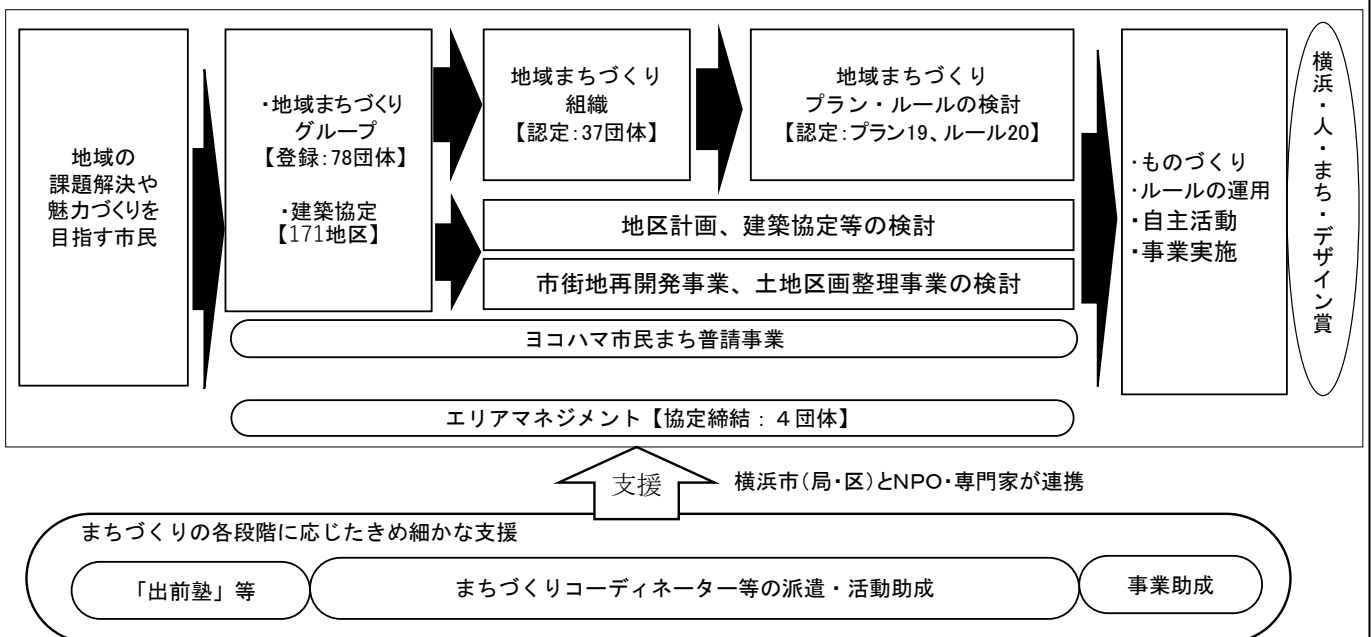 地域の
課題解決や
魅力づくりを
目指す市民
・地域まちづくり
グループ
【登録：78団体】
・建築協定
【171地区】
地域まちづくり
組織
【認定：37団体】
地域まちづくり
プラン・ルールの検討
【認定：プラン19、ルール20】
地区計画、建築協定等の検討
市街地再開発事業、土地区画整理事業の検討
ヨコハマ市民まち普請事業
エリアマネジメント【協定締結：４団体】
・ものづくり
・ルールの運用
・自主活動
・事業実施
横浜・人・まち・デザイン賞
支援
横浜市（局・区）とNPO・専門家が連携
まちづくりの各段階に応じたきめ細かな支援
「出前塾」等
まちづくりコーディネーター等の派遣・活動助成
事業助成